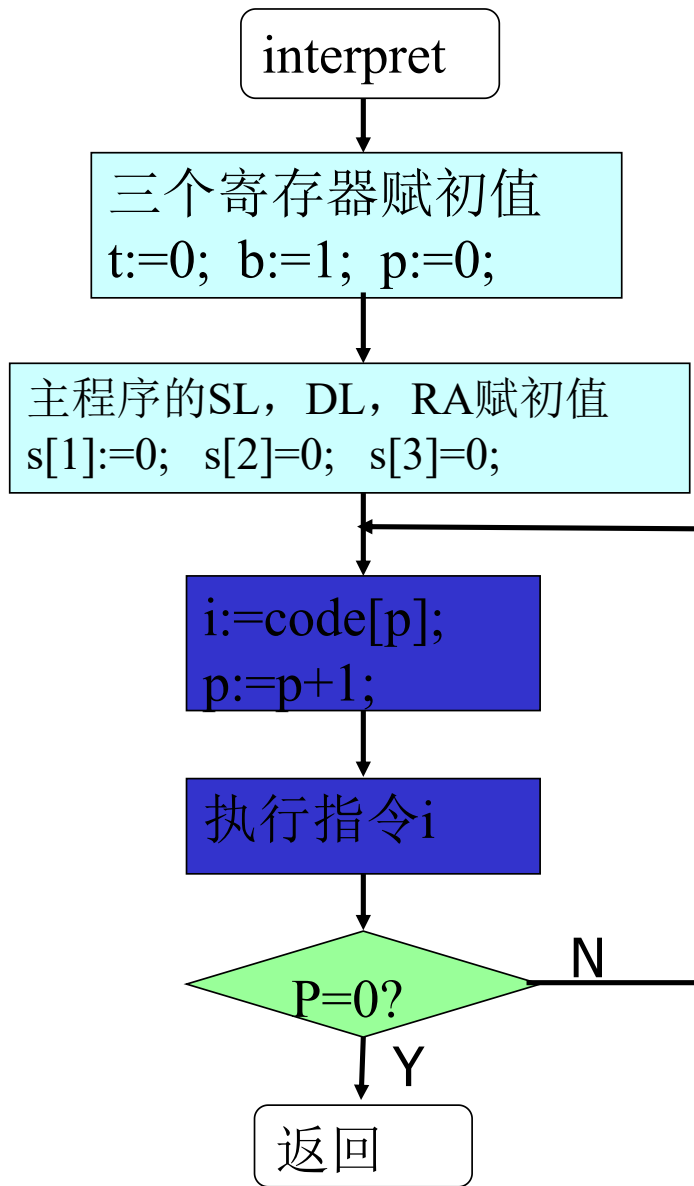 interpret
三个寄存器赋初值
t:=0; b:=1; p:=0;
主程序的SL，DL，RA赋初值
s[1]:=0; s[2]=0; s[3]=0;
i:=code[p];
p:=p+1;
执行指令i
P=0?
N
Y
返回